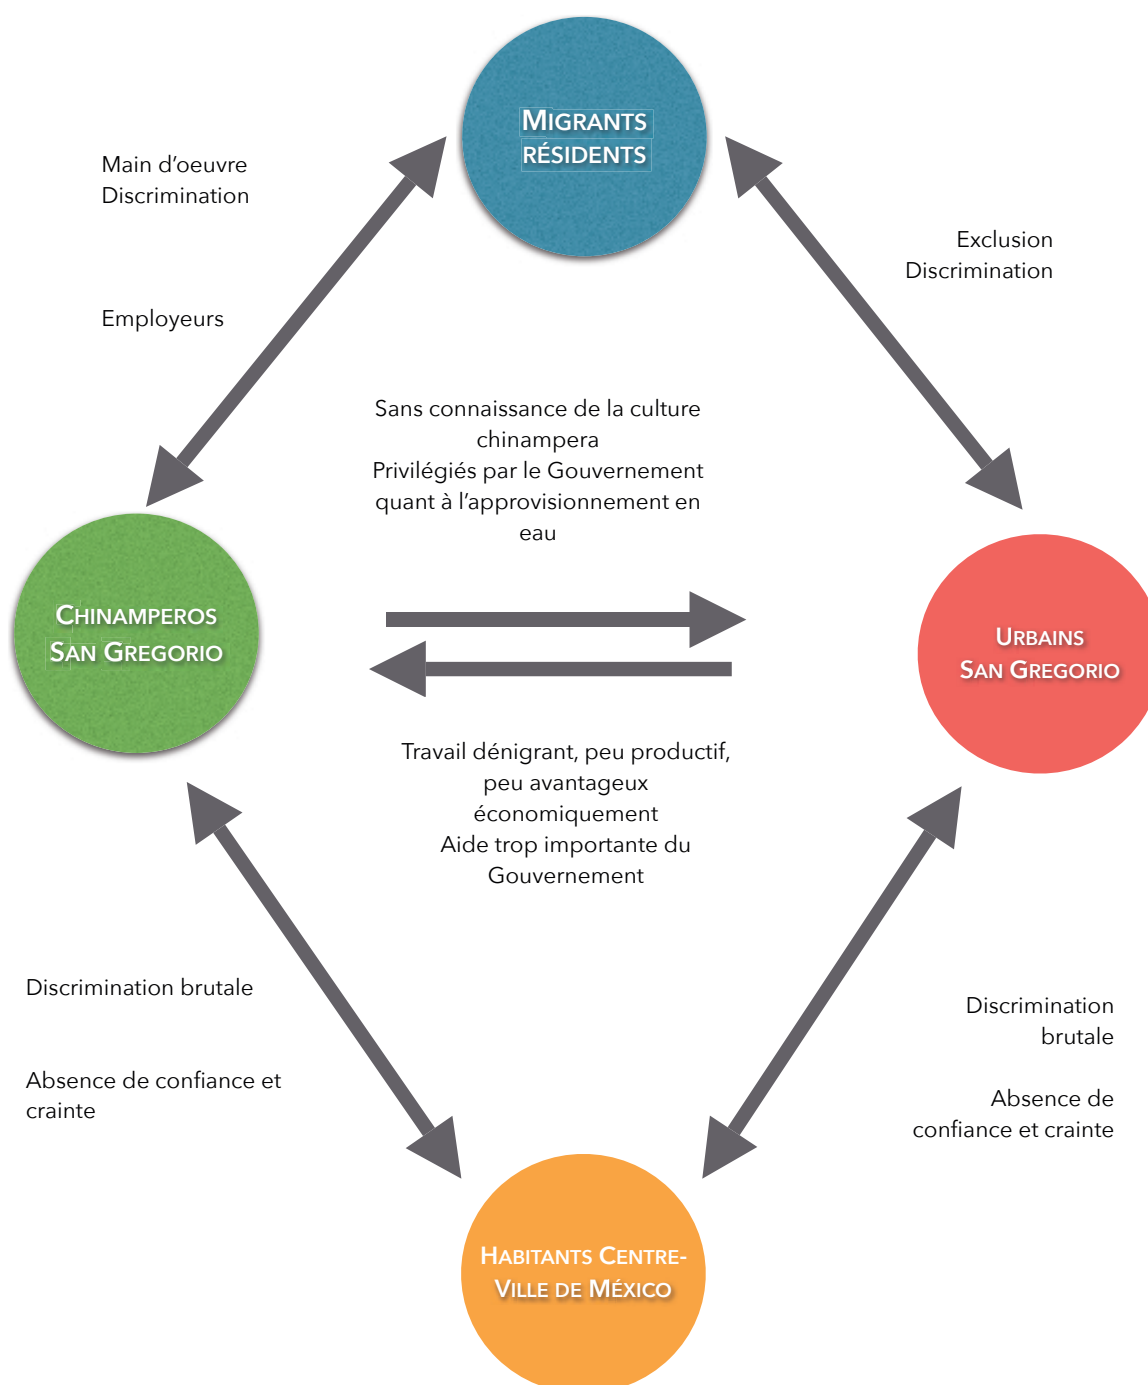 MIGRANTS
RÉSIDENTS
Main d'oeuvre
Discrimination
Employeurs
Exclusion
Discrimination
Sans connaissance de la culture
chinampera
Privilégiés par le Gouvernement
quant à l'approvisionnement en
eau
CHINAMPEROS
SAN GREGORIO
URBAINS
SAN GREGORIO
Travail dénigrant, peu productif,
peu avantageux
économiquement
Aide trop importante du
Gouvernement
Discrimination brutale
Absence de confiance et
crainte
Discrimination
brutale
Absence de
confiance et crainte
HABITANTS CENTRE-
VILLE DE MÉXICO